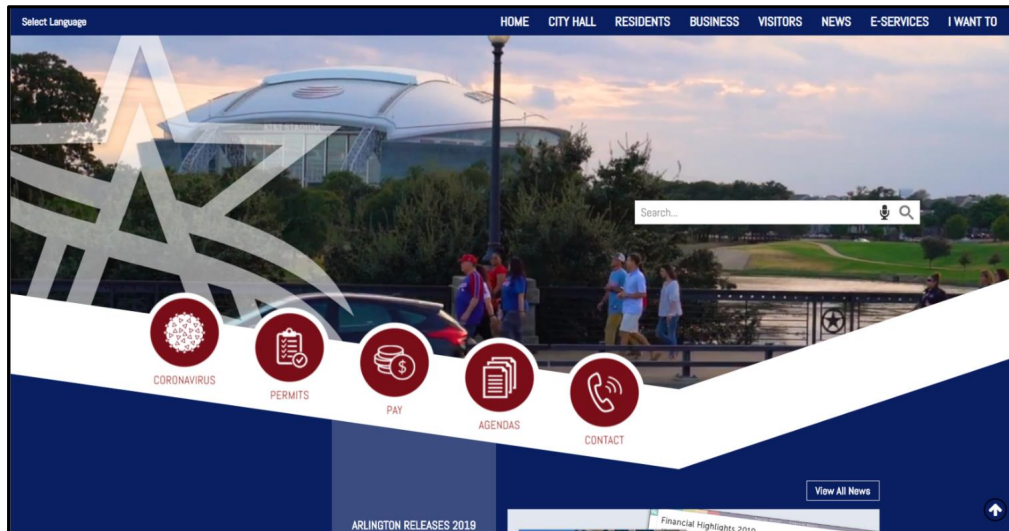 Select Language
HOME CITY HALL RESIDENTS BUSINESS VISITORS NEWS E-SERVICES I WANT TO
Search...
CORONAVIRUS
PERMITS
PAY
AGENDAS
CONTACT
View All News
ARLINGTON RELEASES 2019
Financial Highlights 2019